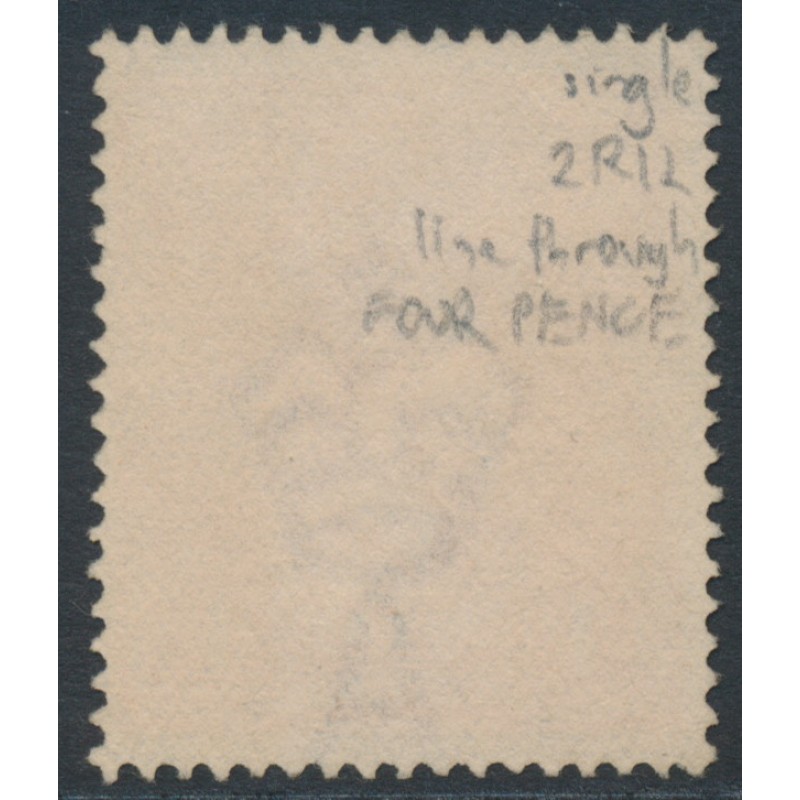 single
2R12
line through
FOUR PENCE